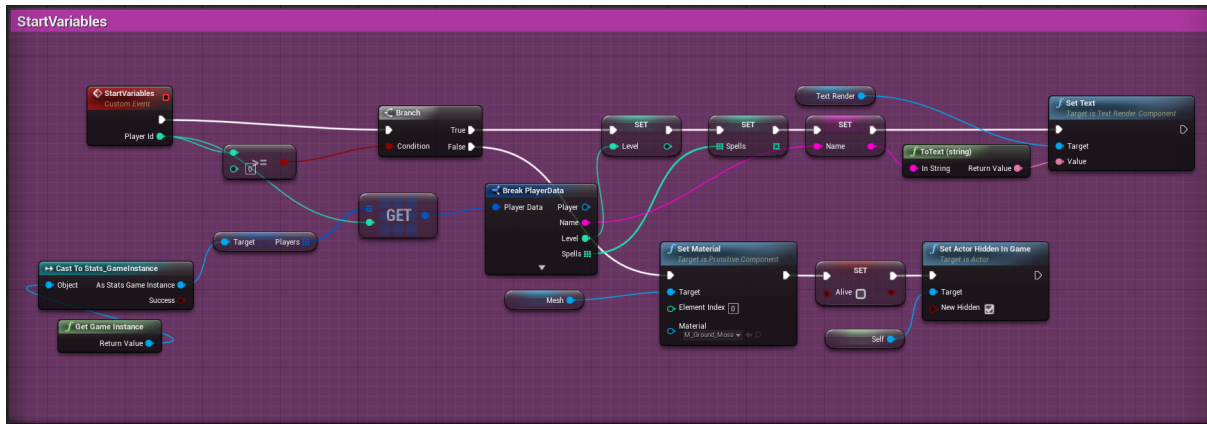 StartVariables
StartVariables
Custom Event
Player Id
>=
0
Branch
True
Condition
False
GET
Target
Players
Cast To Stats_GameInstance
Object
As Stats Game Instance
Success
Get Game Instance
Return Value
Break PlayerData
Player Data
Player
Name
Level
Spells
SET
Level
SET
Spells
SET
Name
Text Render
ToText (string)
In String
Return Value
Set Text
Target is Text Render Component
Target
Value
Mesh
Set Material
Target is Primitive Component
Target
Element Index
0
Material
M_Ground_Moss
SET
Alive
Self
Set Actor Hidden In Game
Target is Actor
Target
New Hidden